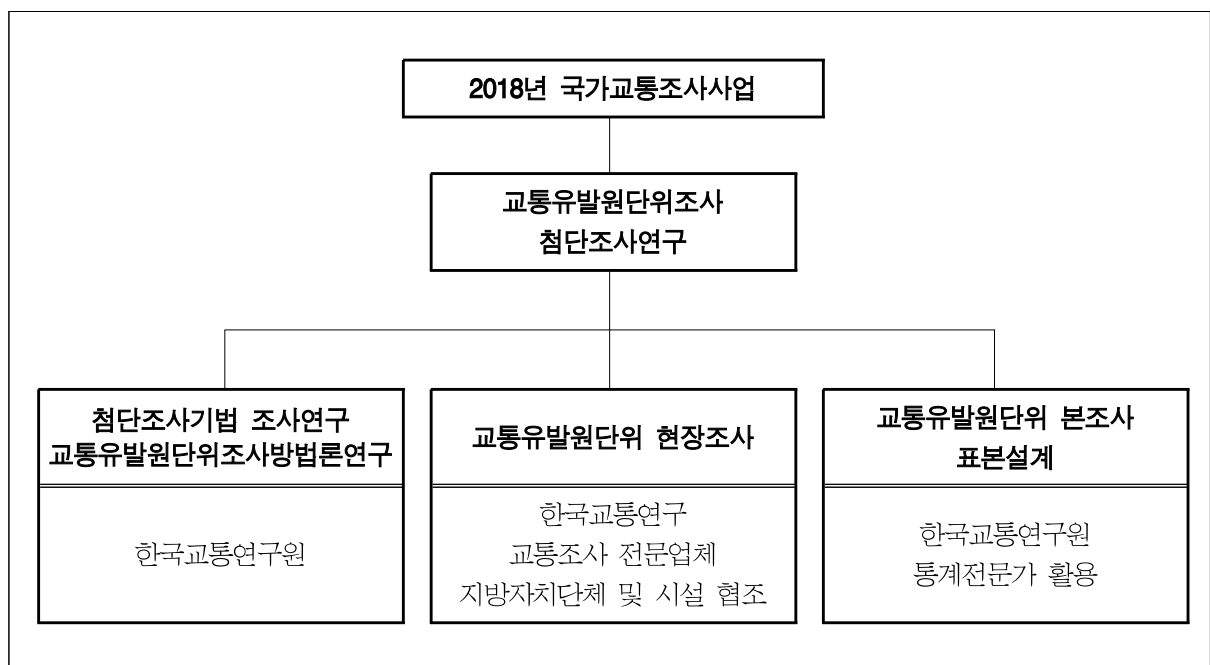 2018년 국가교통조사사업
교통유발원단위조사
첨단조사연구
첨단조사기법 조사연구
교통유발원단위조사방법론연구
한국교통연구원
교통유발원단위 현장조사
한국교통연구
교통조사 전문업체
지방자치단체 및 시설 협조
교통유발원단위 본조사
표본설계
한국교통연구원
통계전문가 활용